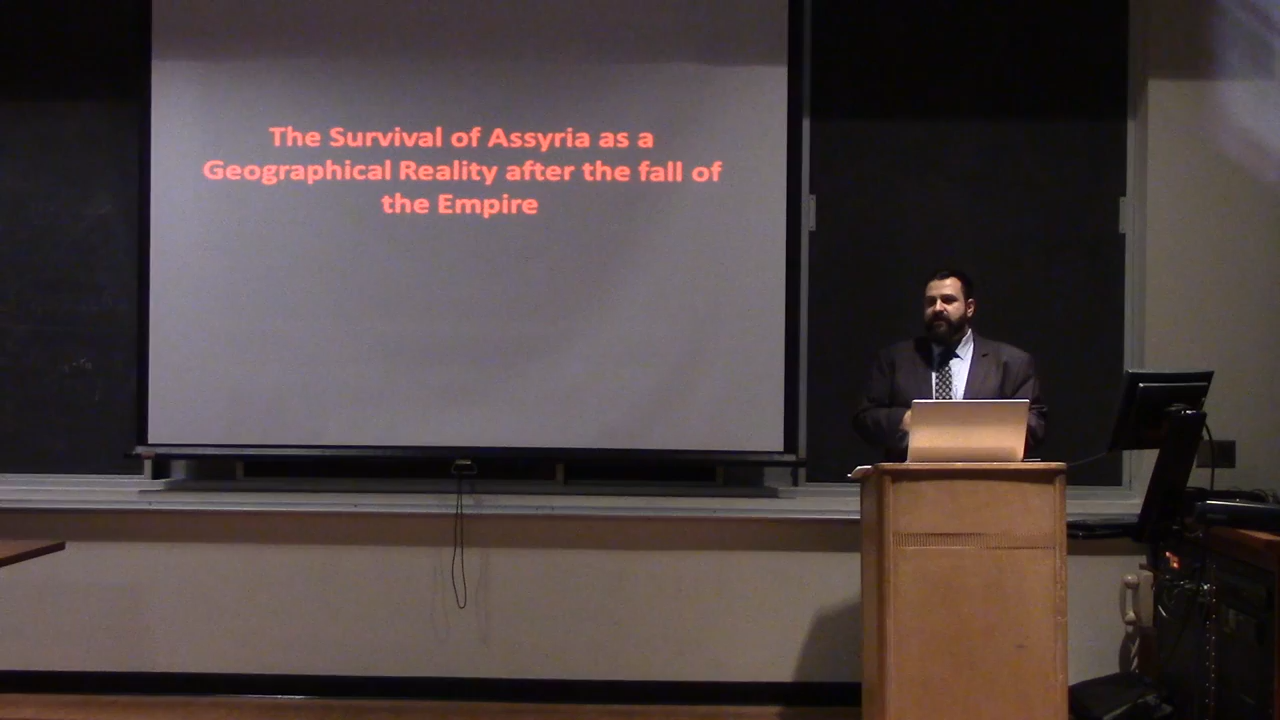 The Survival of Assyria as a
Geographical Reality after the fall of
the Empire